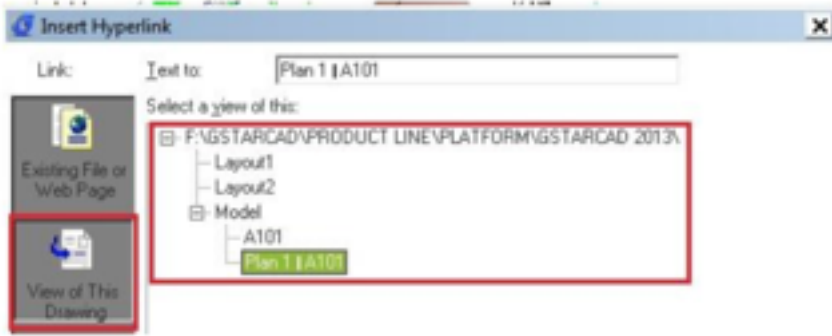 Insert Hyperlink
Link:
Text to:
Plan 1 || A101
Select a view of this:
F:\GSTARCAD\PRODUCT LINE\PLATFORM\GSTARCAD 2013\
Layout1
Layout2
Model
A101
Plan 1 || A101
Existing File or
Web Page
View of This
Drawing